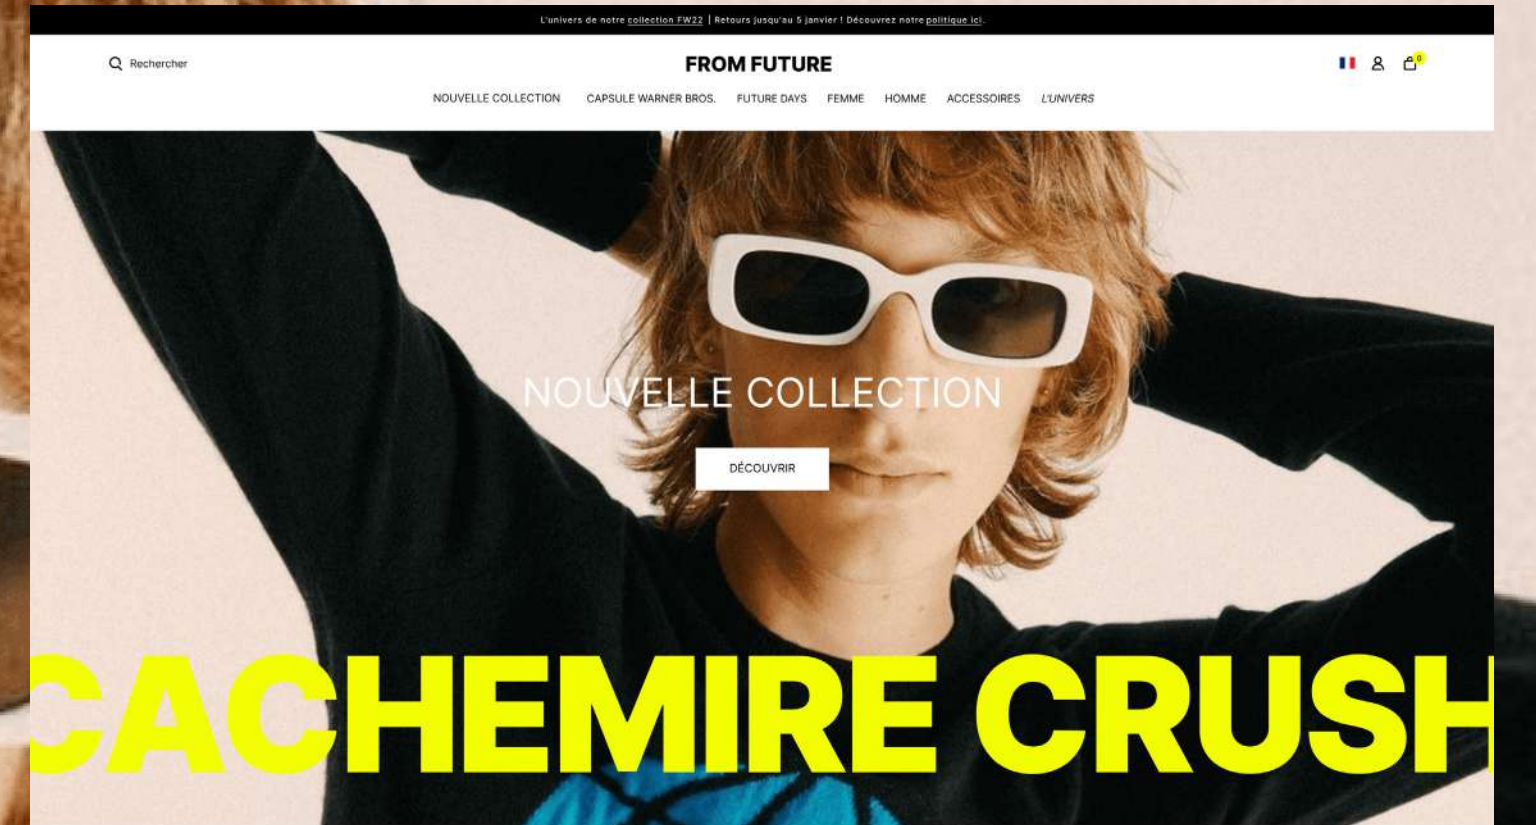 L'univers de notre collection FW22 | Retours jusqu'au 5 janvier ! Découvrez notre politique ici.
Rechercher
FROM FUTURE
0
NOUVELLE COLLECTION CAPSULE WARNER BROS. FUTURE DAYS FEMME HOMME ACCESSOIRES L'UNIVERS
NOUVELLE COLLECTION
DÉCOUVRIR
CACHEMIRE CRUSH